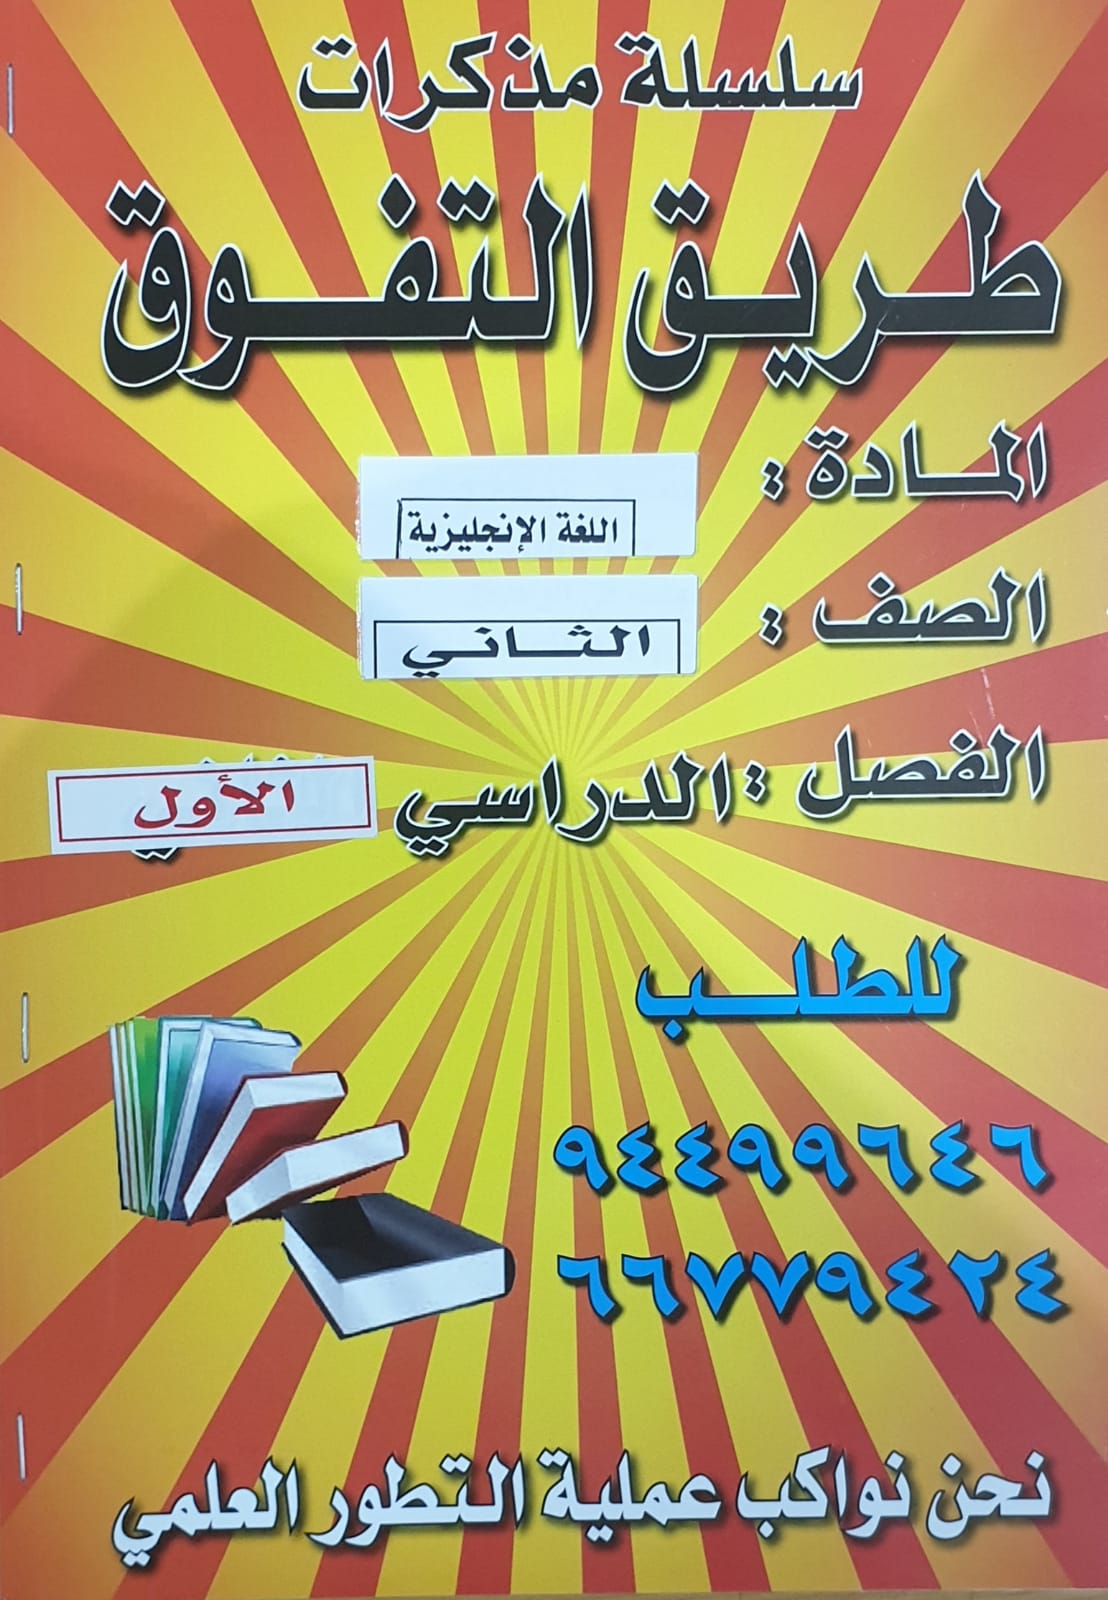 سلسلة مذكرات
طريق التفوق
المادة : اللغة الإنجليزية
الصف : الثاني
الفصل : الدراسي الأول
للطلب
٩٤٤٩٩٦٤٦
٦٦٧٧٩٤٢٤
نحن نواكب عملية التطور العلمي